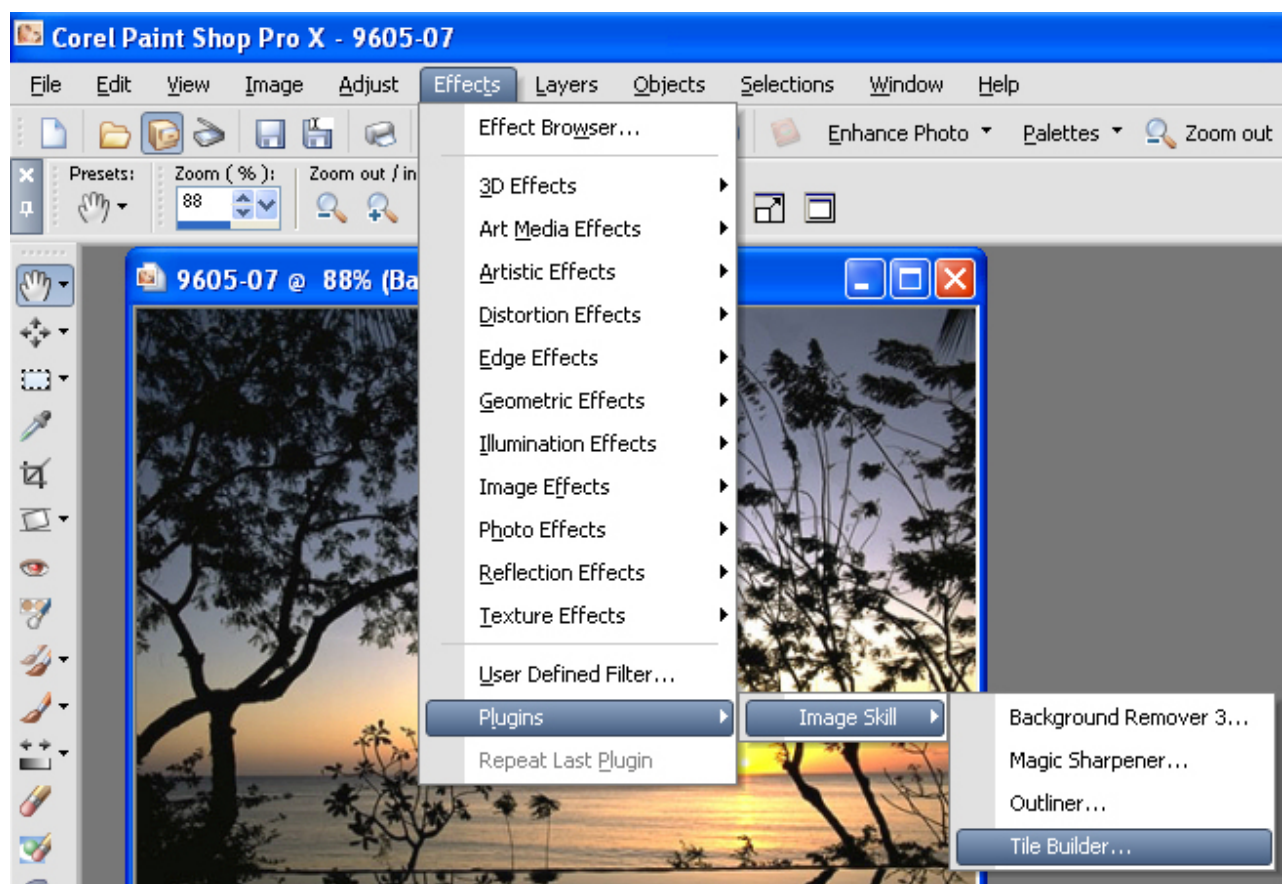 Corel Paint Shop Pro X - 9605-07
File Edit View Image Adjust Effects Layers Objects Selections Window Help
Enhance Photo Palettes Zoom out
Presets: Zoom ( % ): Zoom out / in
88
9605-07 @ 88% (Ba
Effect Browser...
3D Effects
Art Media Effects
Artistic Effects
Distortion Effects
Edge Effects
Geometric Effects
Illumination Effects
Image Effects
Photo Effects
Reflection Effects
Texture Effects
User Defined Filter...
Plugins
Repeat Last Plugin
Image Skill
Background Remover 3...
Magic Sharpener...
Outliner...
Tile Builder...